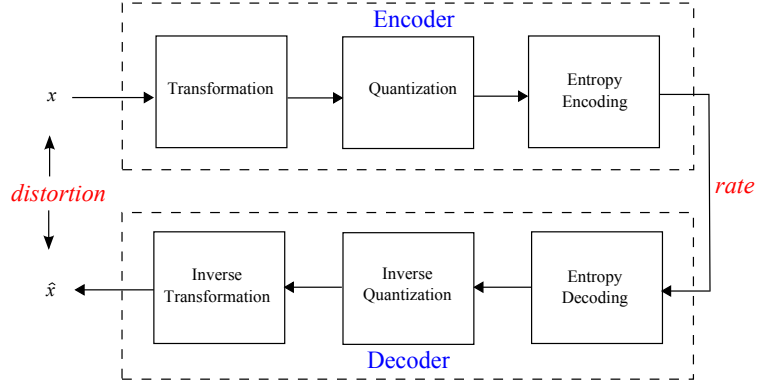 Encoder
Transformation
Quantization
Entropy
Encoding
x
distortion
rate
x̂
Inverse
Transformation
Inverse
Quantization
Entropy
Decoding
Decoder